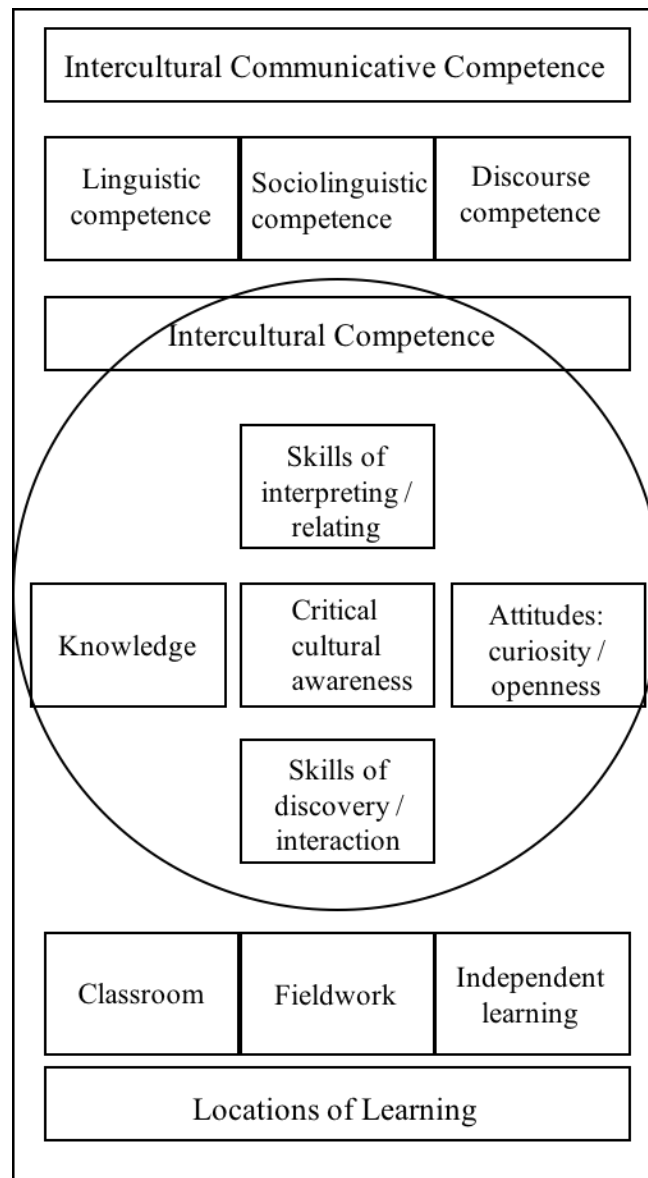 Intercultural Communicative Competence
Linguistic
competence
Sociolinguistic
competence
Discourse
competence
Intercultural Competence
Skills of
interpreting /
relating
Knowledge
Critical
cultural
awareness
Attitudes:
curiosity /
openness
Skills of
discovery /
interaction
Classroom
Fieldwork
Independent
learning
Locations of Learning